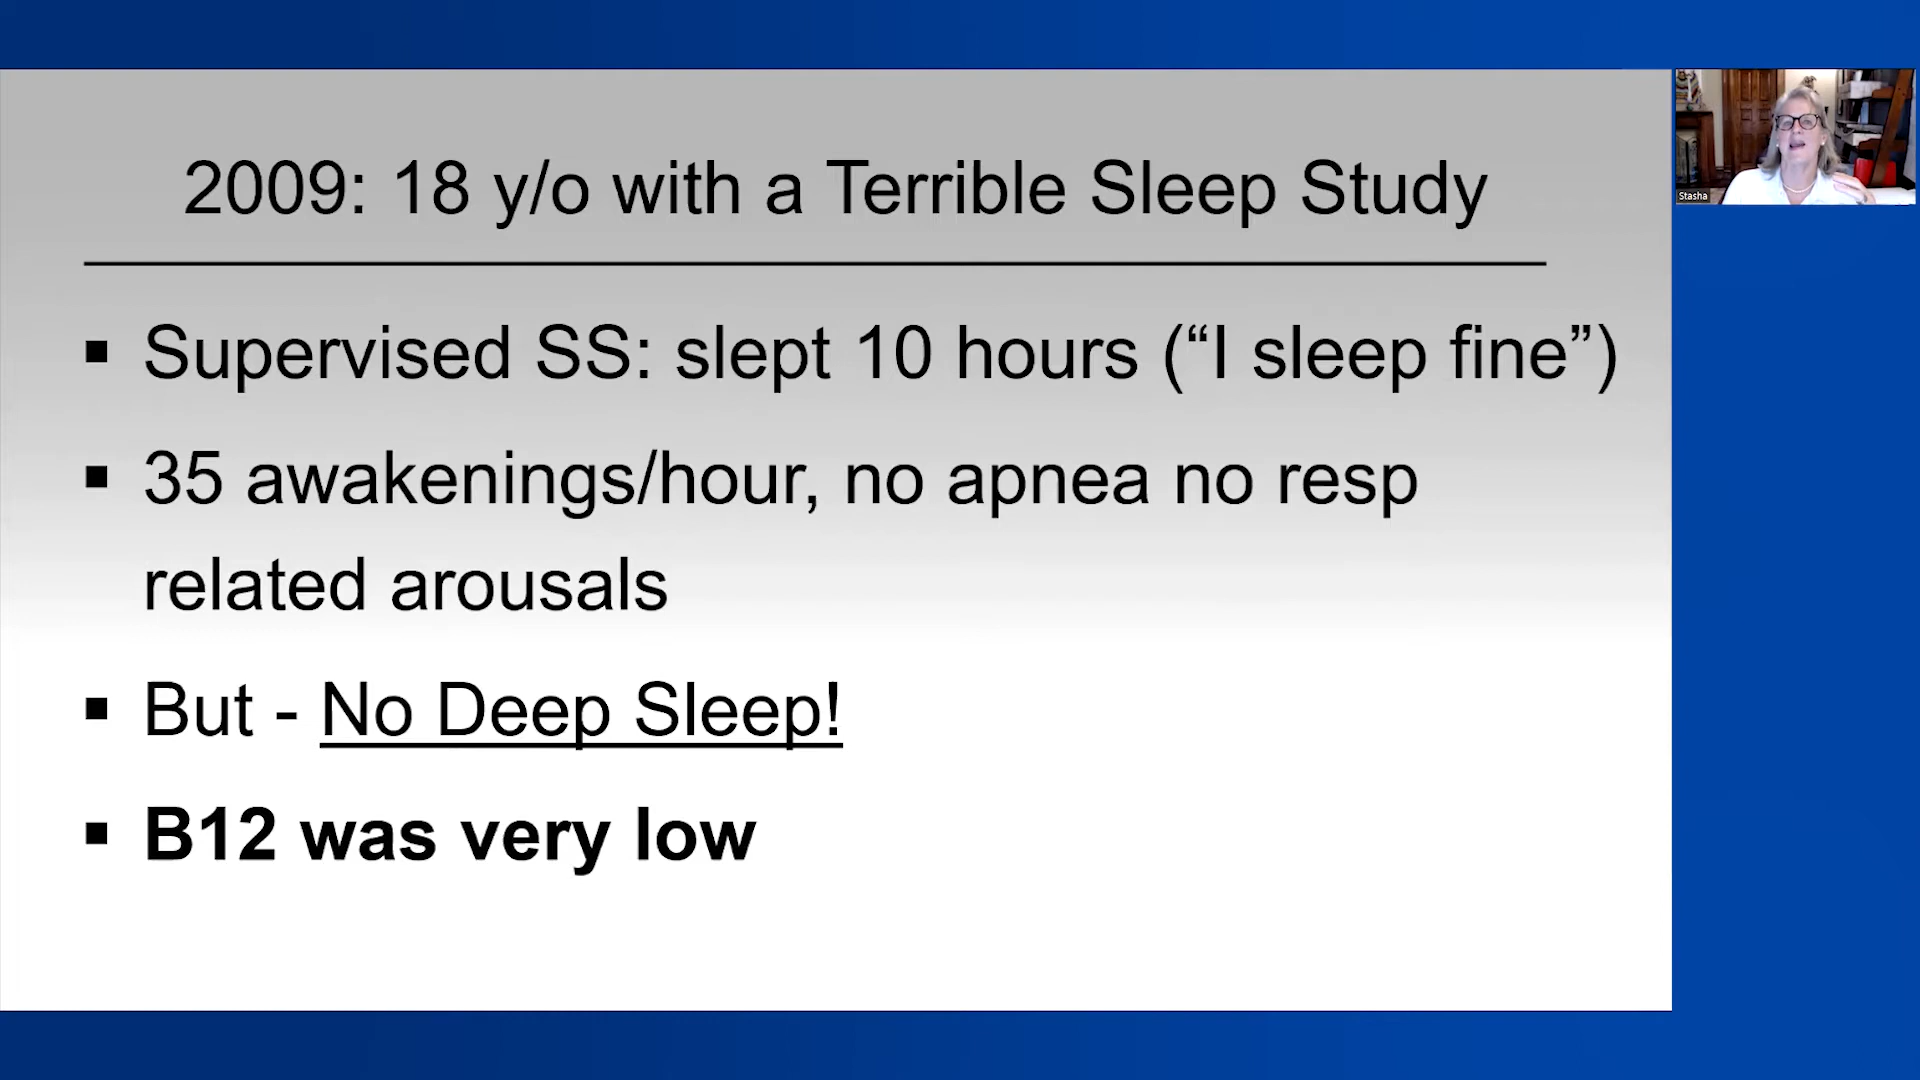 2009: 18 y/o with a Terrible Sleep Study
▪ Supervised SS: slept 10 hours (“I sleep fine”)
▪ 35 awakenings/hour, no apnea no resp
related arousals
▪ But - No Deep Sleep!
▪ B12 was very low
Stasha